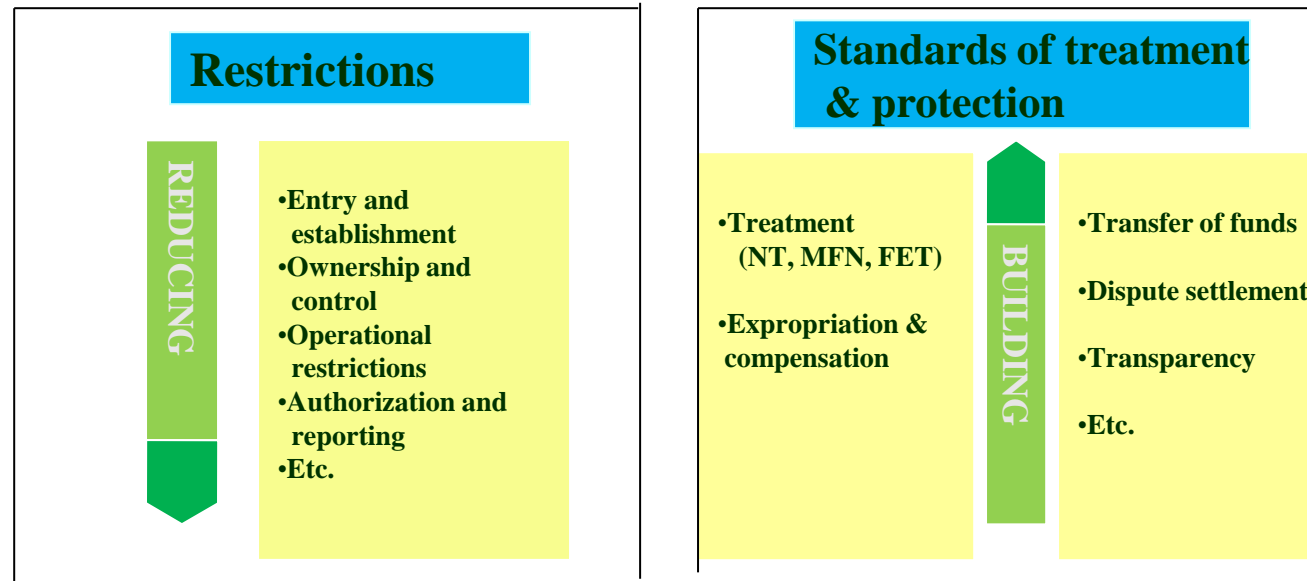 Restrictions
REDUCING
•Entry and
establishment
•Ownership and
control
•Operational
restrictions
•Authorization and
reporting
•Etc.
Standards of treatment
& protection
•Treatment
(NT, MFN, FET)
•Expropriation &
compensation
BUILDING
•Transfer of funds
•Dispute settlement
•Transparency
•Etc.